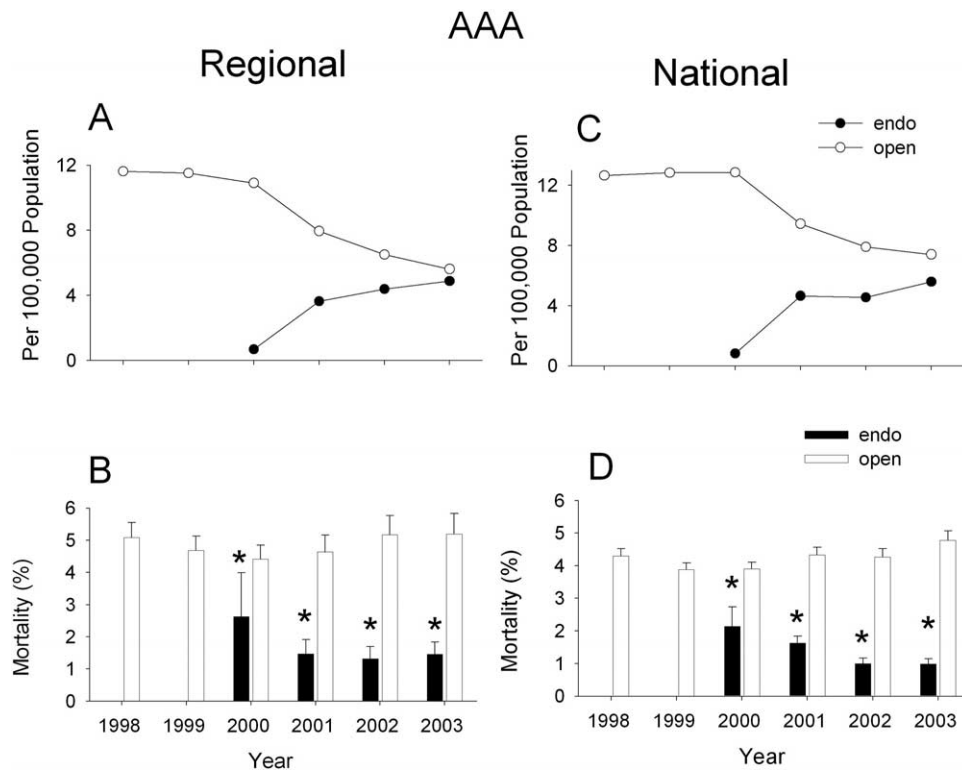 AAA
Regional
National
A
Per 100,000 Population
12
8
4
0
C
endo
open
Per 100,000 Population
12
8
4
0
B
Mortality (%)
6
5
4
3
2
1
0
*
*
*
*
1998 1999 2000 2001 2002 2003
Year
endo
open
D
Mortality (%)
6
5
4
3
2
1
0
*
*
*
*
1998 1999 2000 2001 2002 2003
Year